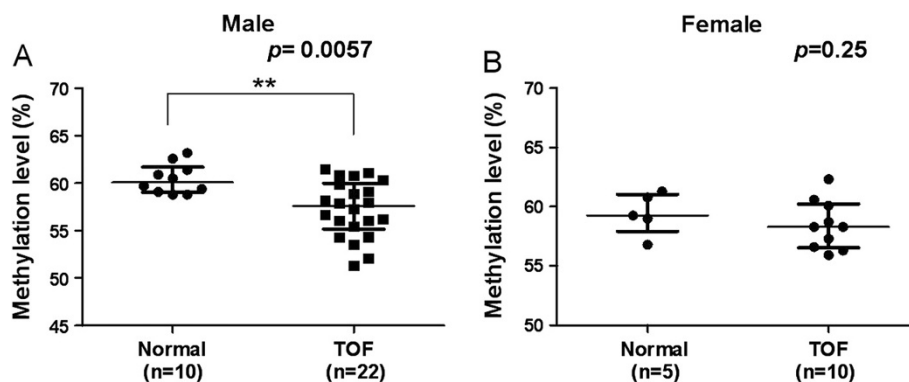 Male
p= 0.0057
A
**
Methylation level (%)
70
65
60
55
50
45
Normal
(n=10)
TOF
(n=22)
Female
p=0.25
B
Methylation level (%)
70
65
60
55
50
Normal
(n=5)
TOF
(n=10)